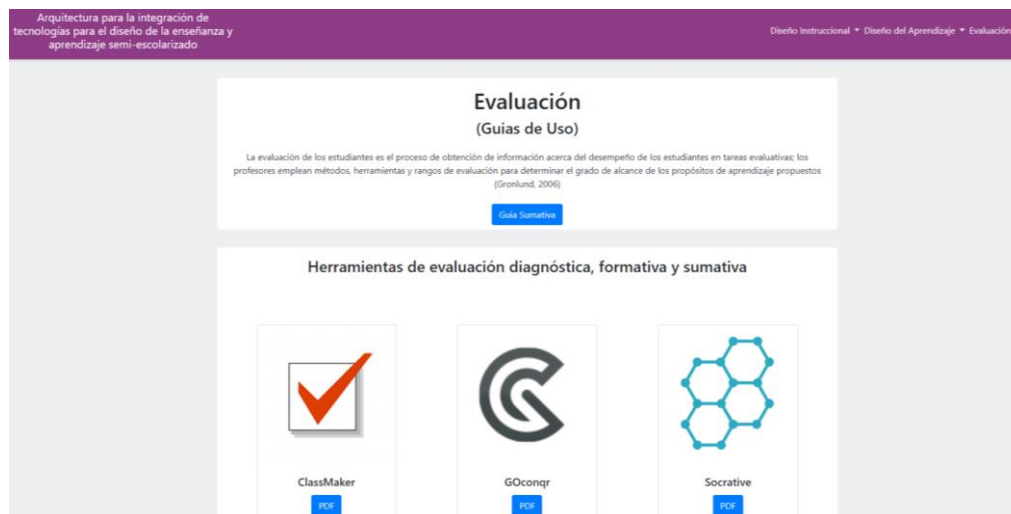 Arquitectura para la integración de
tecnologías para el diseño de la enseñanza y
aprendizaje semi-escolarizado
Diseño Instruccional Diseño del Aprendizaje Evaluación
Evaluación
(Guias de Uso)
La evaluación de los estudiantes es el proceso de obtención de información acerca del desempeño de los estudiantes en tareas evaluativas; los
profesores emplean métodos, herramientas y rangos de evaluación para determinar el grado de alcance de los propósitos de aprendizaje propuestos
(Gronlund, 2006)
Guía Sumativa
Herramientas de evaluación diagnóstica, formativa y sumativa
ClassMaker GOconqr Socrative
PDF PDF PDF